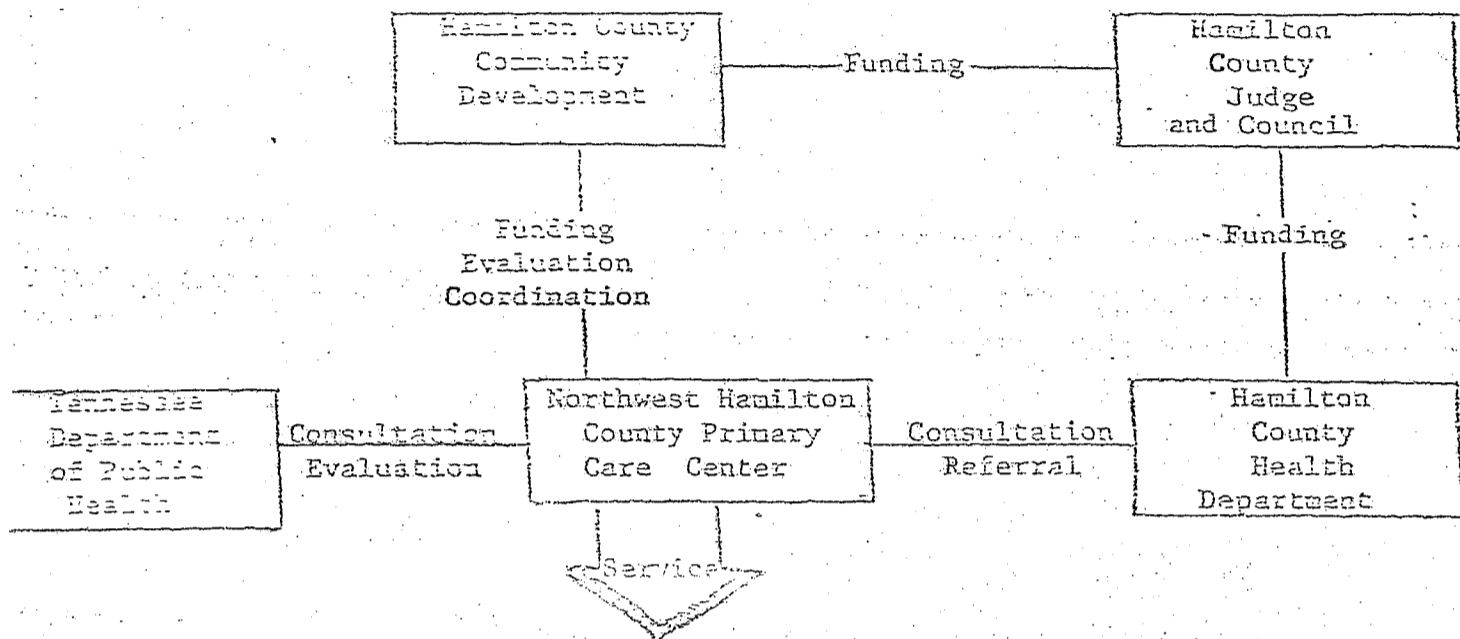 Hamilton County
Community
Development
Funding
Hamilton
County
Judge
and Council
Funding
Evaluation
Coordination
Funding
Tennessee
Department
of Public
Health
Consultation
Evaluation
Northwest Hamilton
County Primary
Care Center
Consultation
Referral
Hamilton
County
Health
Department
Service